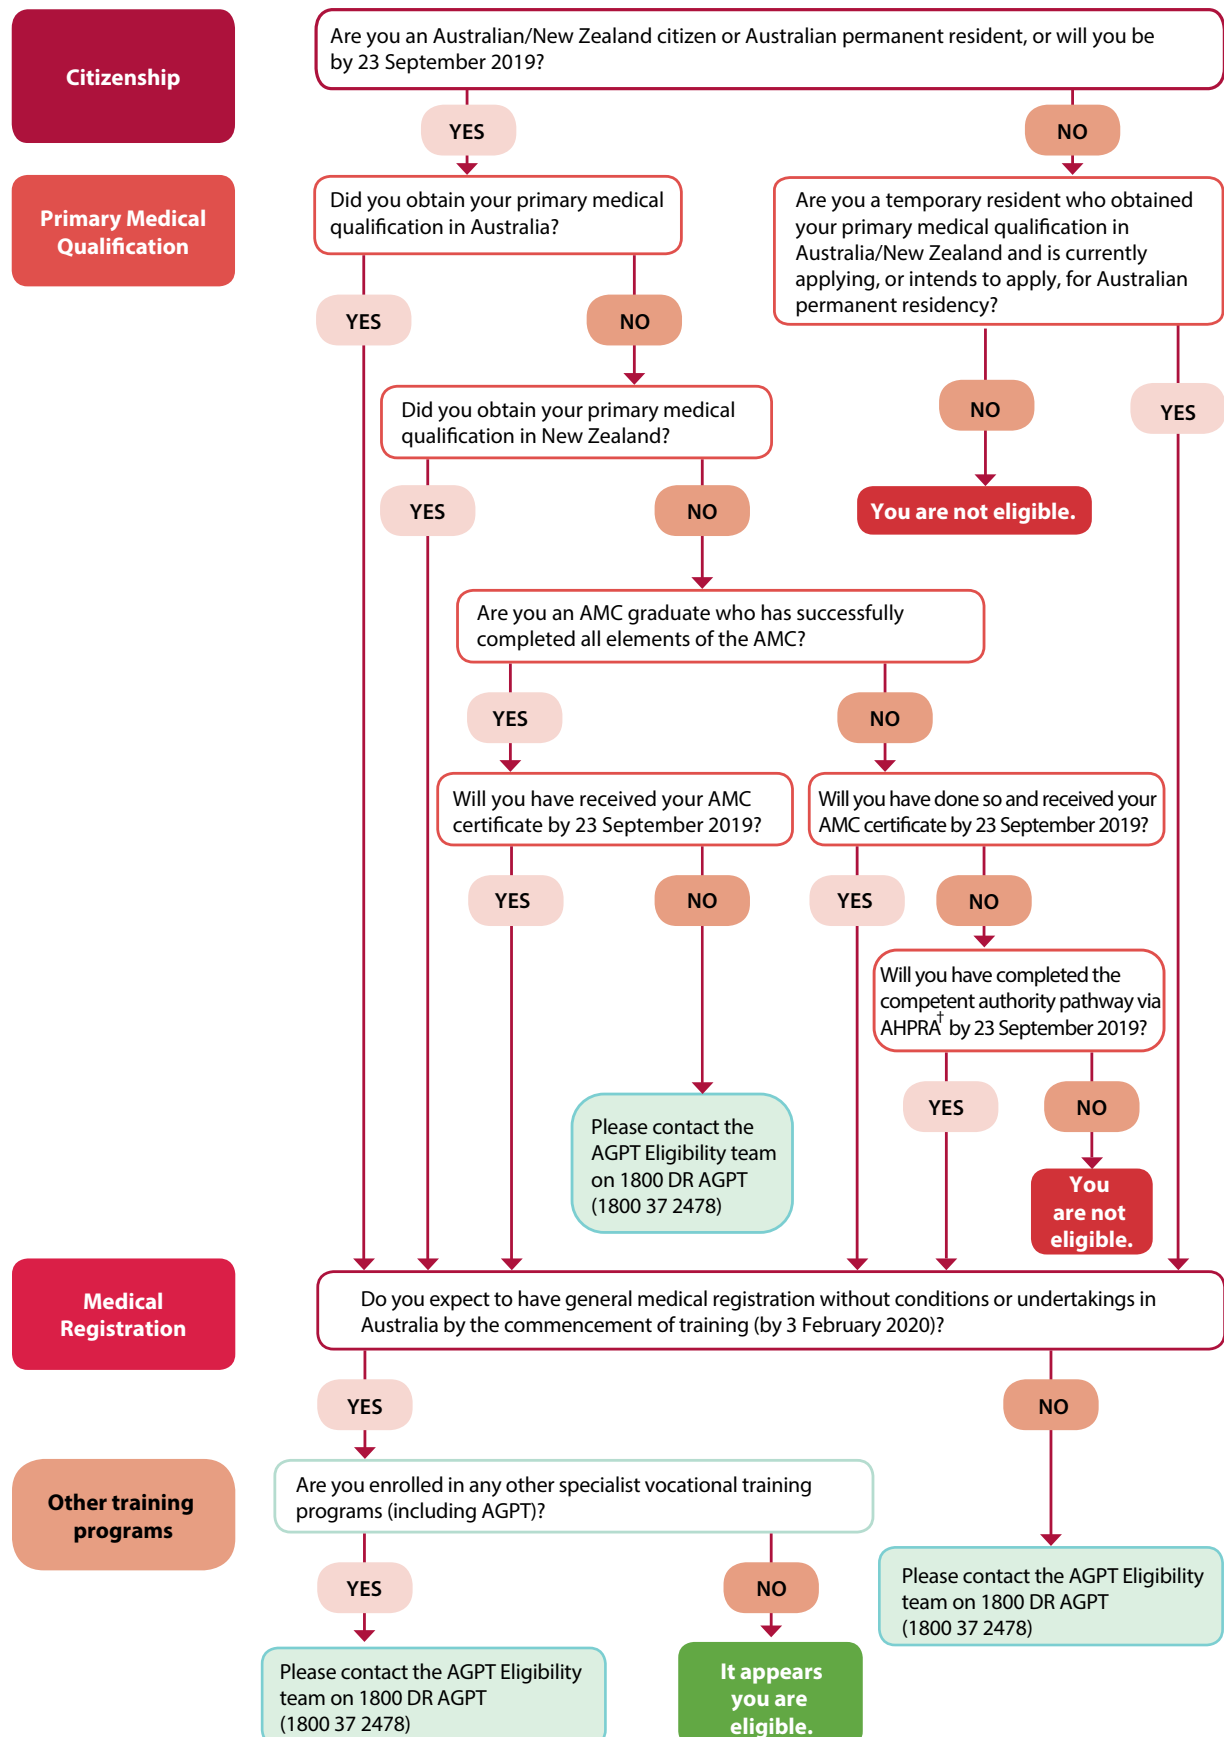 Citizenship
Are you an Australian/New Zealand citizen or Australian permanent resident, or will you be
by 23 September 2019?
YES
NO
Primary Medical
Qualification
Did you obtain your primary medical
qualification in Australia?
Are you a temporary resident who obtained
your primary medical qualification in
Australia/New Zealand and is currently
applying, or intends to apply, for Australian
permanent residency?
YES
NO
NO
YES
Did you obtain your primary medical
qualification in New Zealand?
YES
NO
You are not eligible.
Are you an AMC graduate who has successfully
completed all elements of the AMC?
YES
NO
Will you have received your AMC
certificate by 23 September 2019?
Will you have done so and received your
AMC certificate by 23 September 2019?
YES
NO
YES
NO
Will you have completed the
competent authority pathway via
AHPRA† by 23 September 2019?
YES
NO
Please contact the
AGPT Eligibility team
on 1800 DR AGPT
(1800 37 2478)
You
are not
eligible.
Medical
Registration
Do you expect to have general medical registration without conditions or undertakings in
Australia by the commencement of training (by 3 February 2020)?
YES
NO
Other training
programs
Are you enrolled in any other specialist vocational training
programs (including AGPT)?
YES
NO
Please contact the AGPT Eligibility
team on 1800 DR AGPT
(1800 37 2478)
Please contact the AGPT Eligibility
team on 1800 DR AGPT
(1800 37 2478)
It appears
you are
eligible.